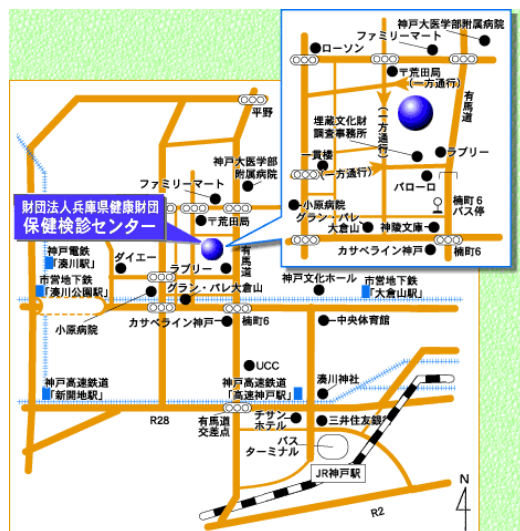 神戸大医学部附属病院
ファミリーマート
ローソン
〒荒田局
(一方通行)
有馬道
埋蔵文化財
調査事務所
(一方通行)
一貫楼
(一方通行)
ラブリー
バローロ
小原病院
グラン・パレ
大倉山
楠町6
バス停
神陵文庫
カサベライン神戸
楠町6
平野
神戸大医学部
附属病院
ファミリーマート
〒荒田局
財団法人兵庫県健康財団
保健検診センター
神戸電鉄
「湊川駅」
ダイエー
ラブリー
有馬道
市営地下鉄
「湊川公園駅」
グラン・パレ大倉山
神戸文化ホール
市営地下鉄
「大倉山駅」
小原病院
カサベライン神戸
楠町6
中央体育館
UCC
神戸高速鉄道
「新開地駅」
神戸高速鉄道
「高速神戸駅」
湊川神社
R28
有馬道
交差点
チサン
ホテル
三井住友銀行
バス
ターミナル
JR神戸駅
R2
N